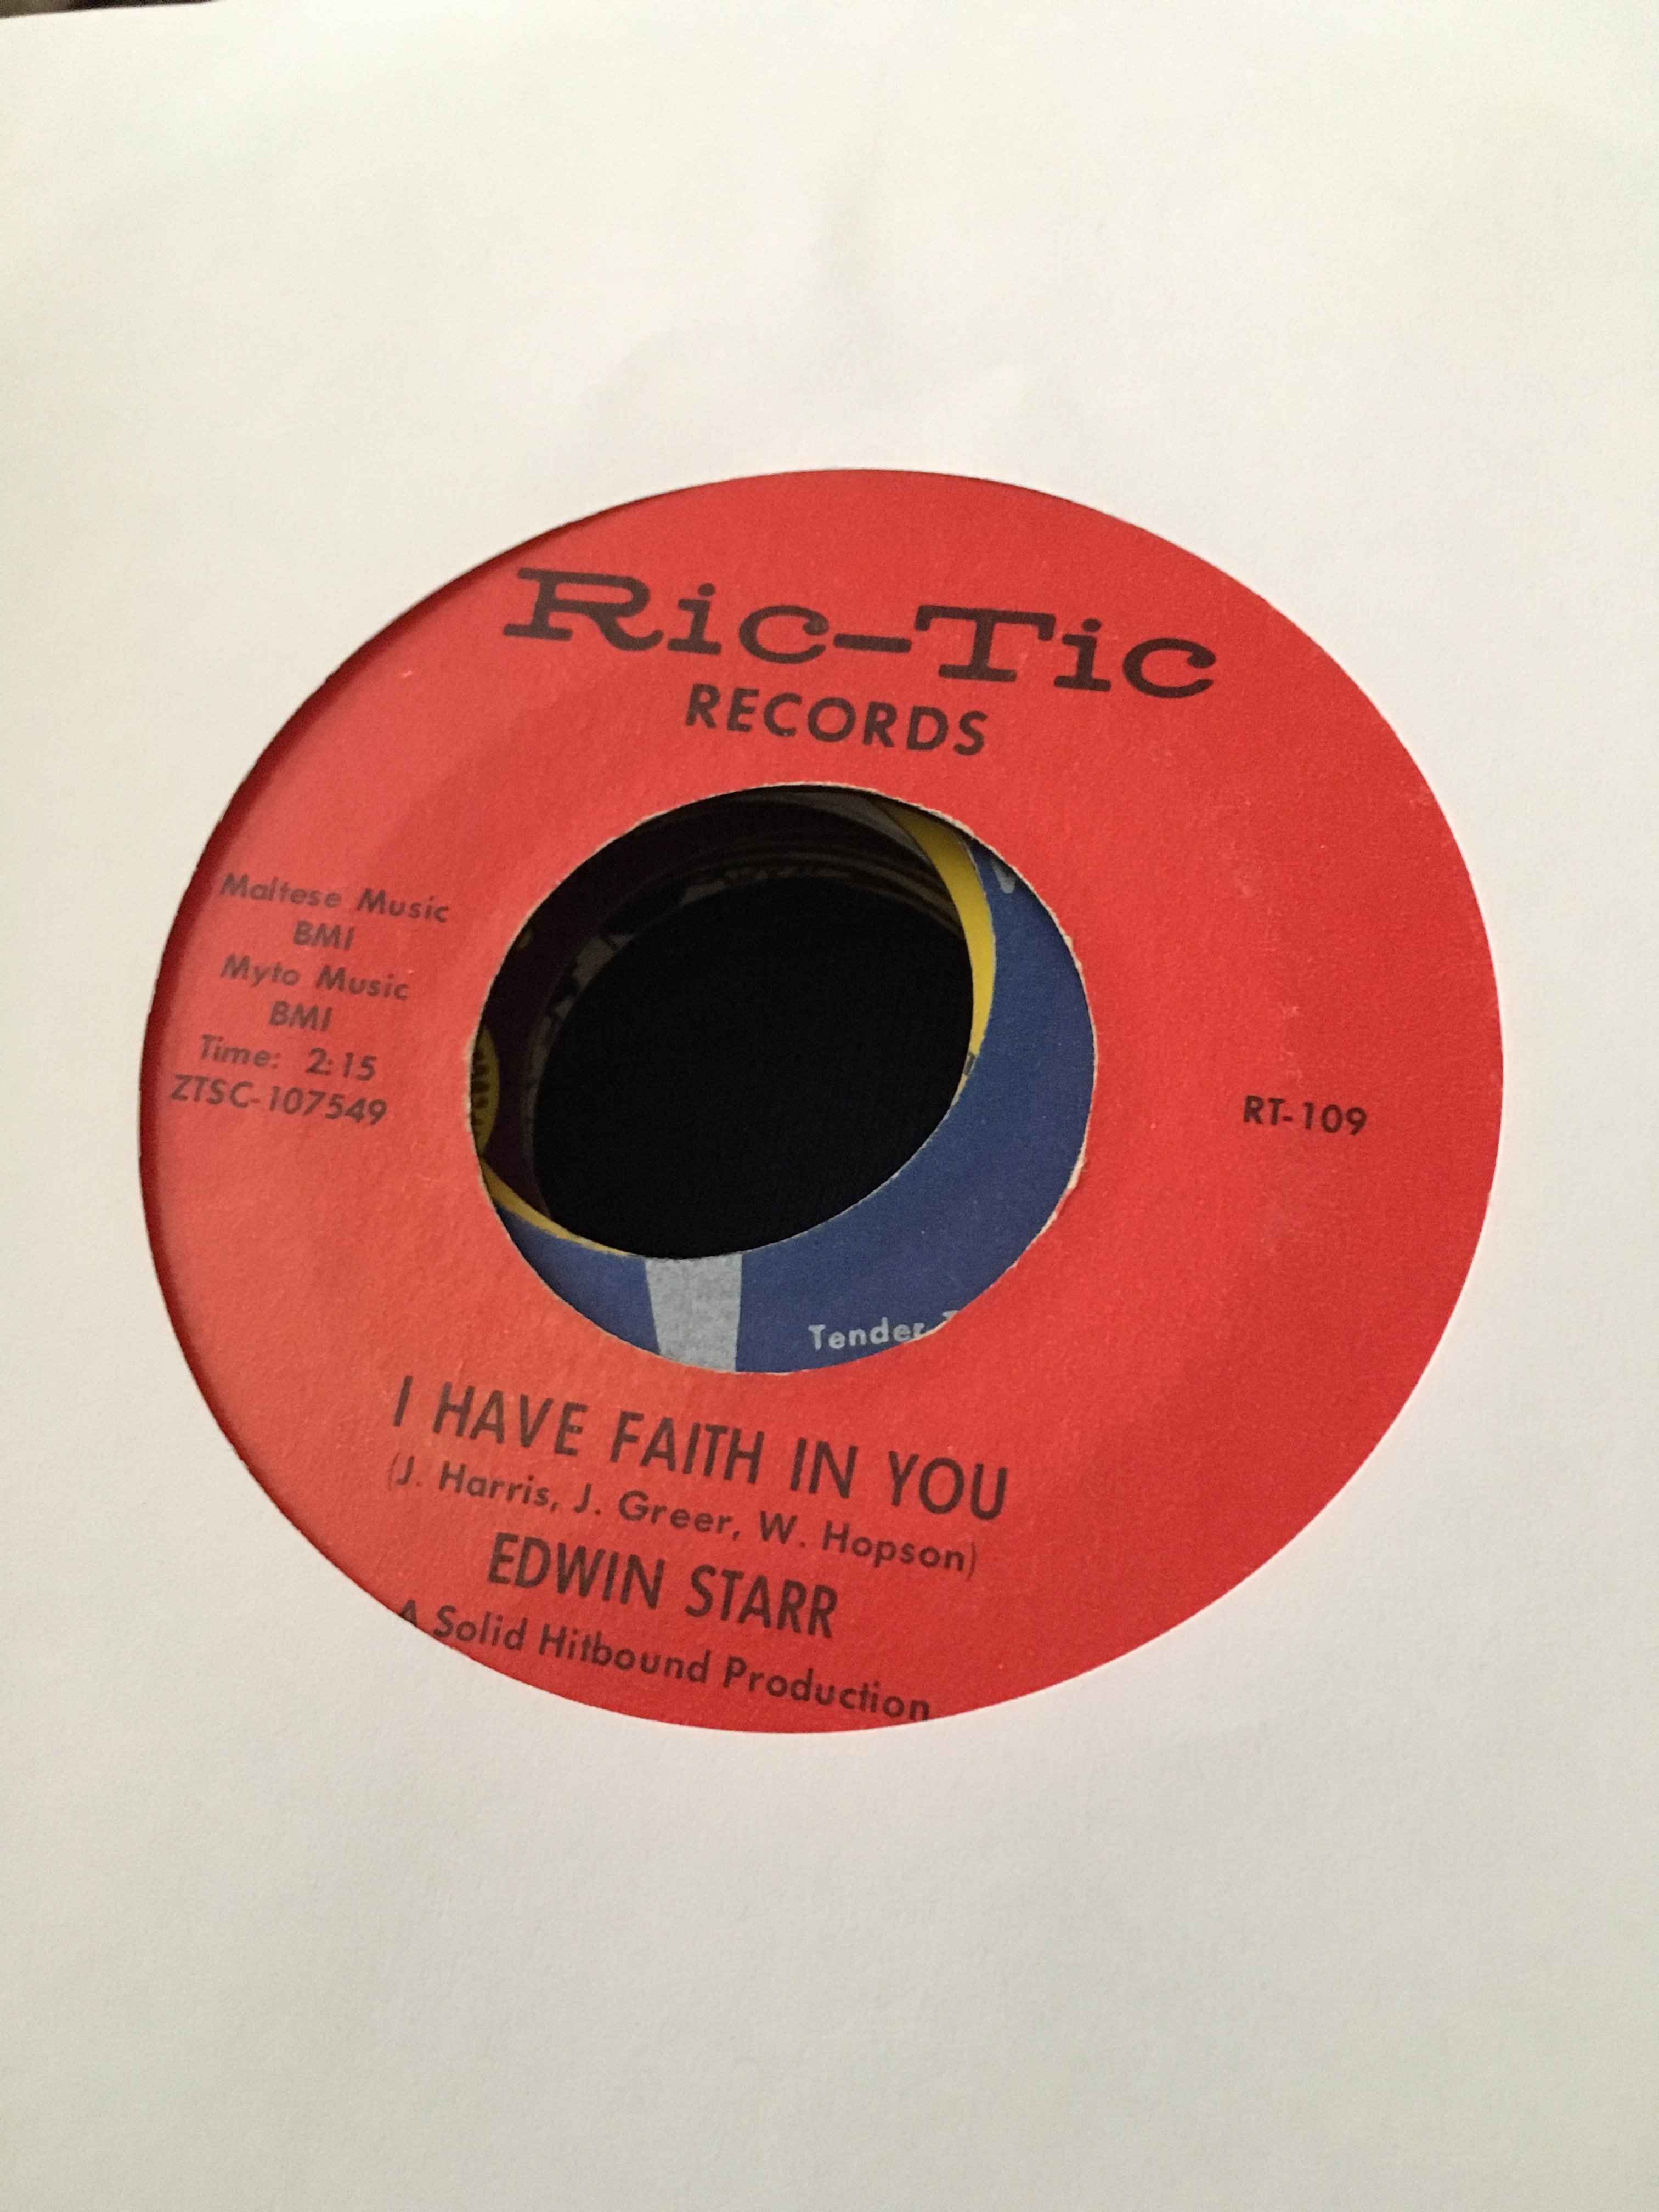 Ric-Tic
RECORDS
Maltese Music
BMI
Myto Music
BMI
Time: 2:15
ZTSC-107549
RT-109
Tender
I HAVE FAITH IN YOU
(J. Harris, J. Greer, W. Hopson)
EDWIN STARR
A Solid Hitbound Production